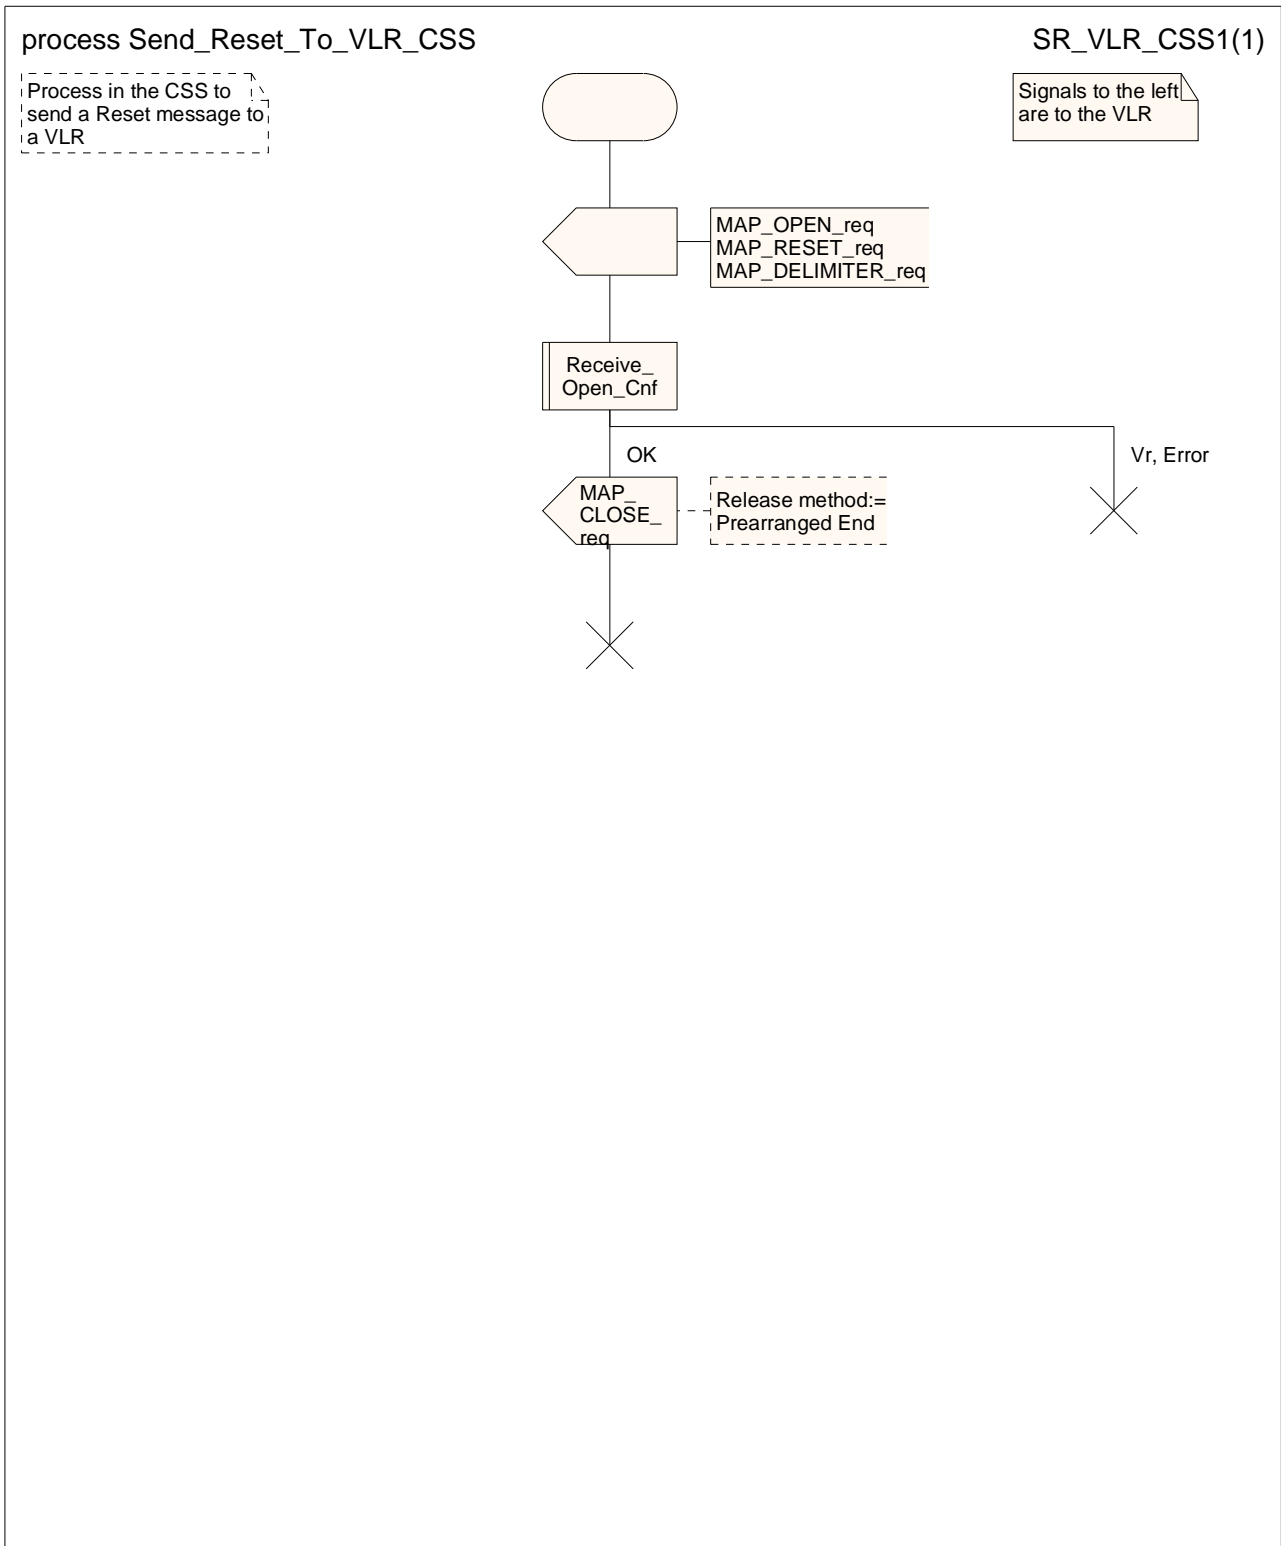 process Send_Reset_To_VLR_CSS
SR_VLR_CSS1(1)
Process in the CSS to
send a Reset message to
a VLR
Signals to the left
are to the VLR
MAP_OPEN_req
MAP_RESET_req
MAP_DELIMITER_req
Receive_
Open_Cnf
OK
Vr, Error
MAP_
CLOSE_
req
Release method:=
Prearranged End